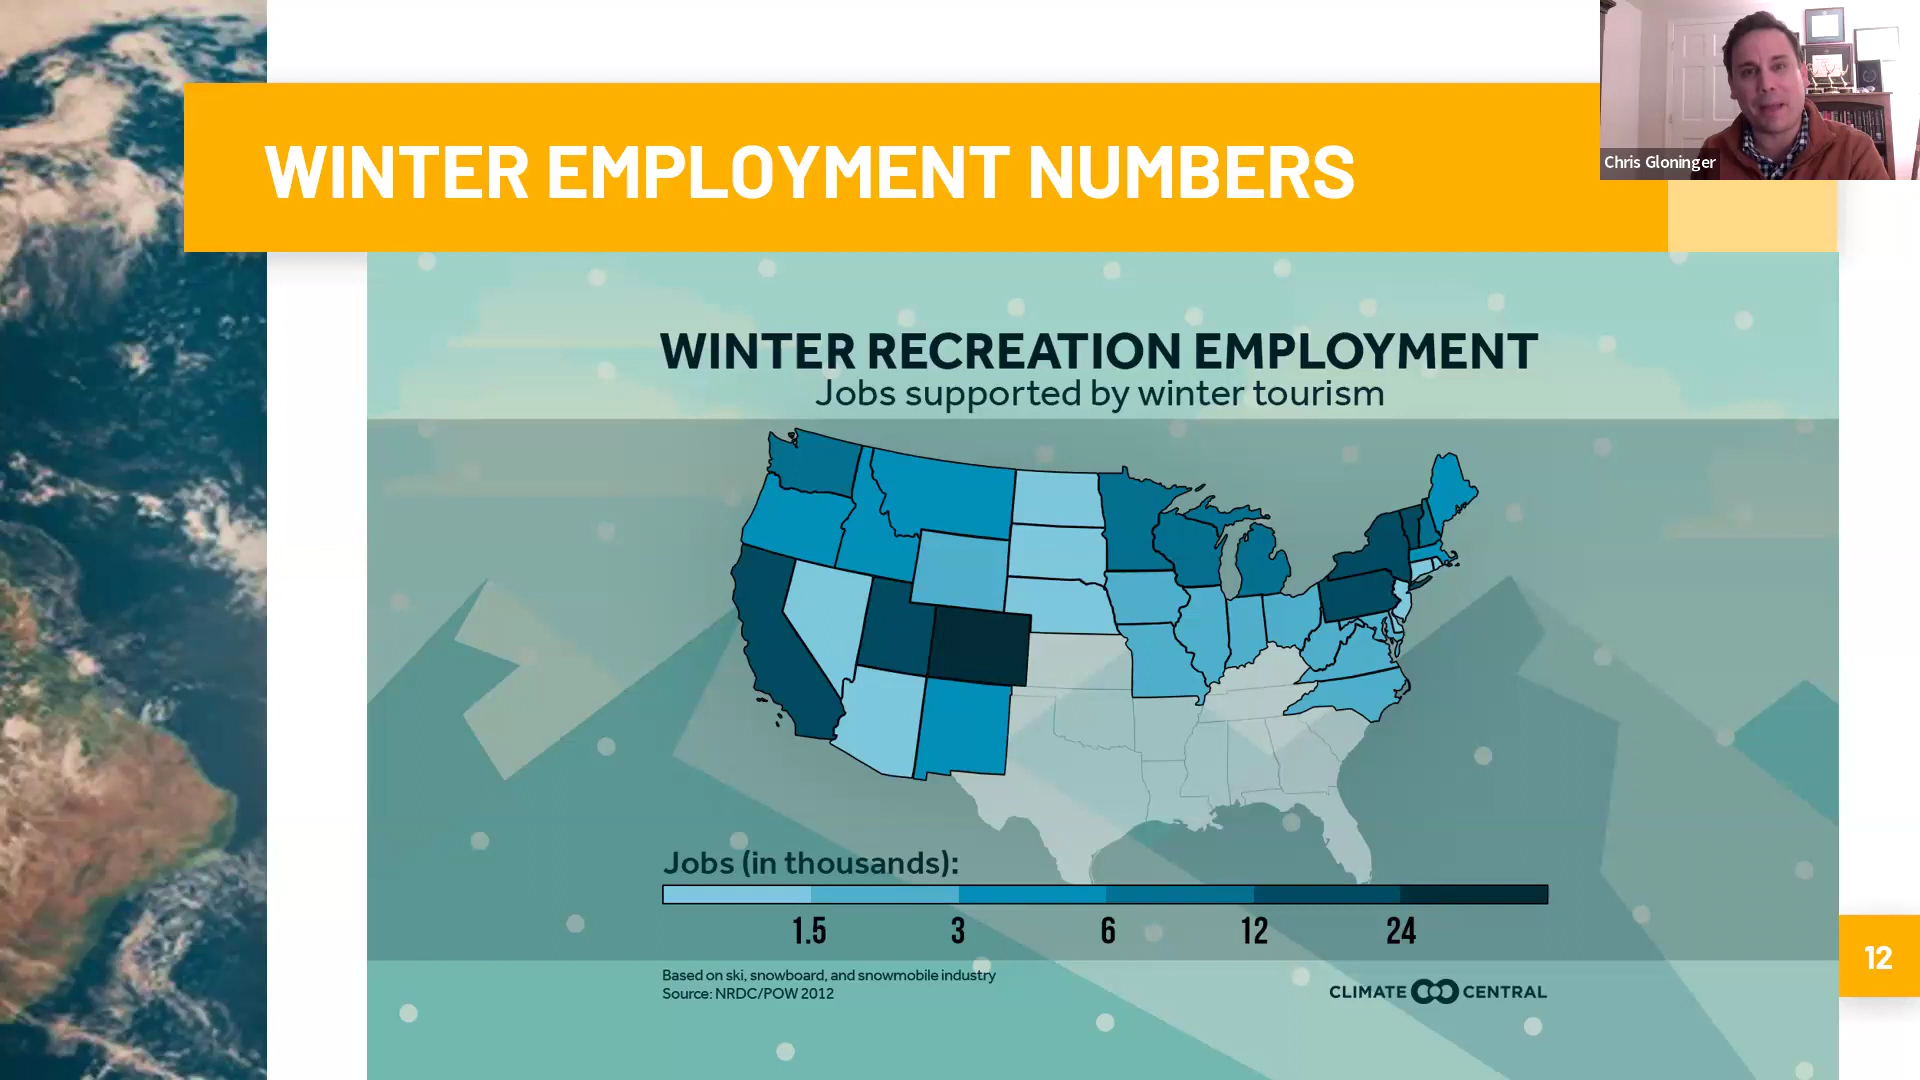 WINTER EMPLOYMENT NUMBERS
Chris Gloninger
WINTER RECREATION EMPLOYMENT
Jobs supported by winter tourism
Jobs (in thousands):
1.5 3 6 12 24
Based on ski, snowboard, and snowmobile industry
Source: NRDC/POW 2012
CLIMATE CENTRAL
12